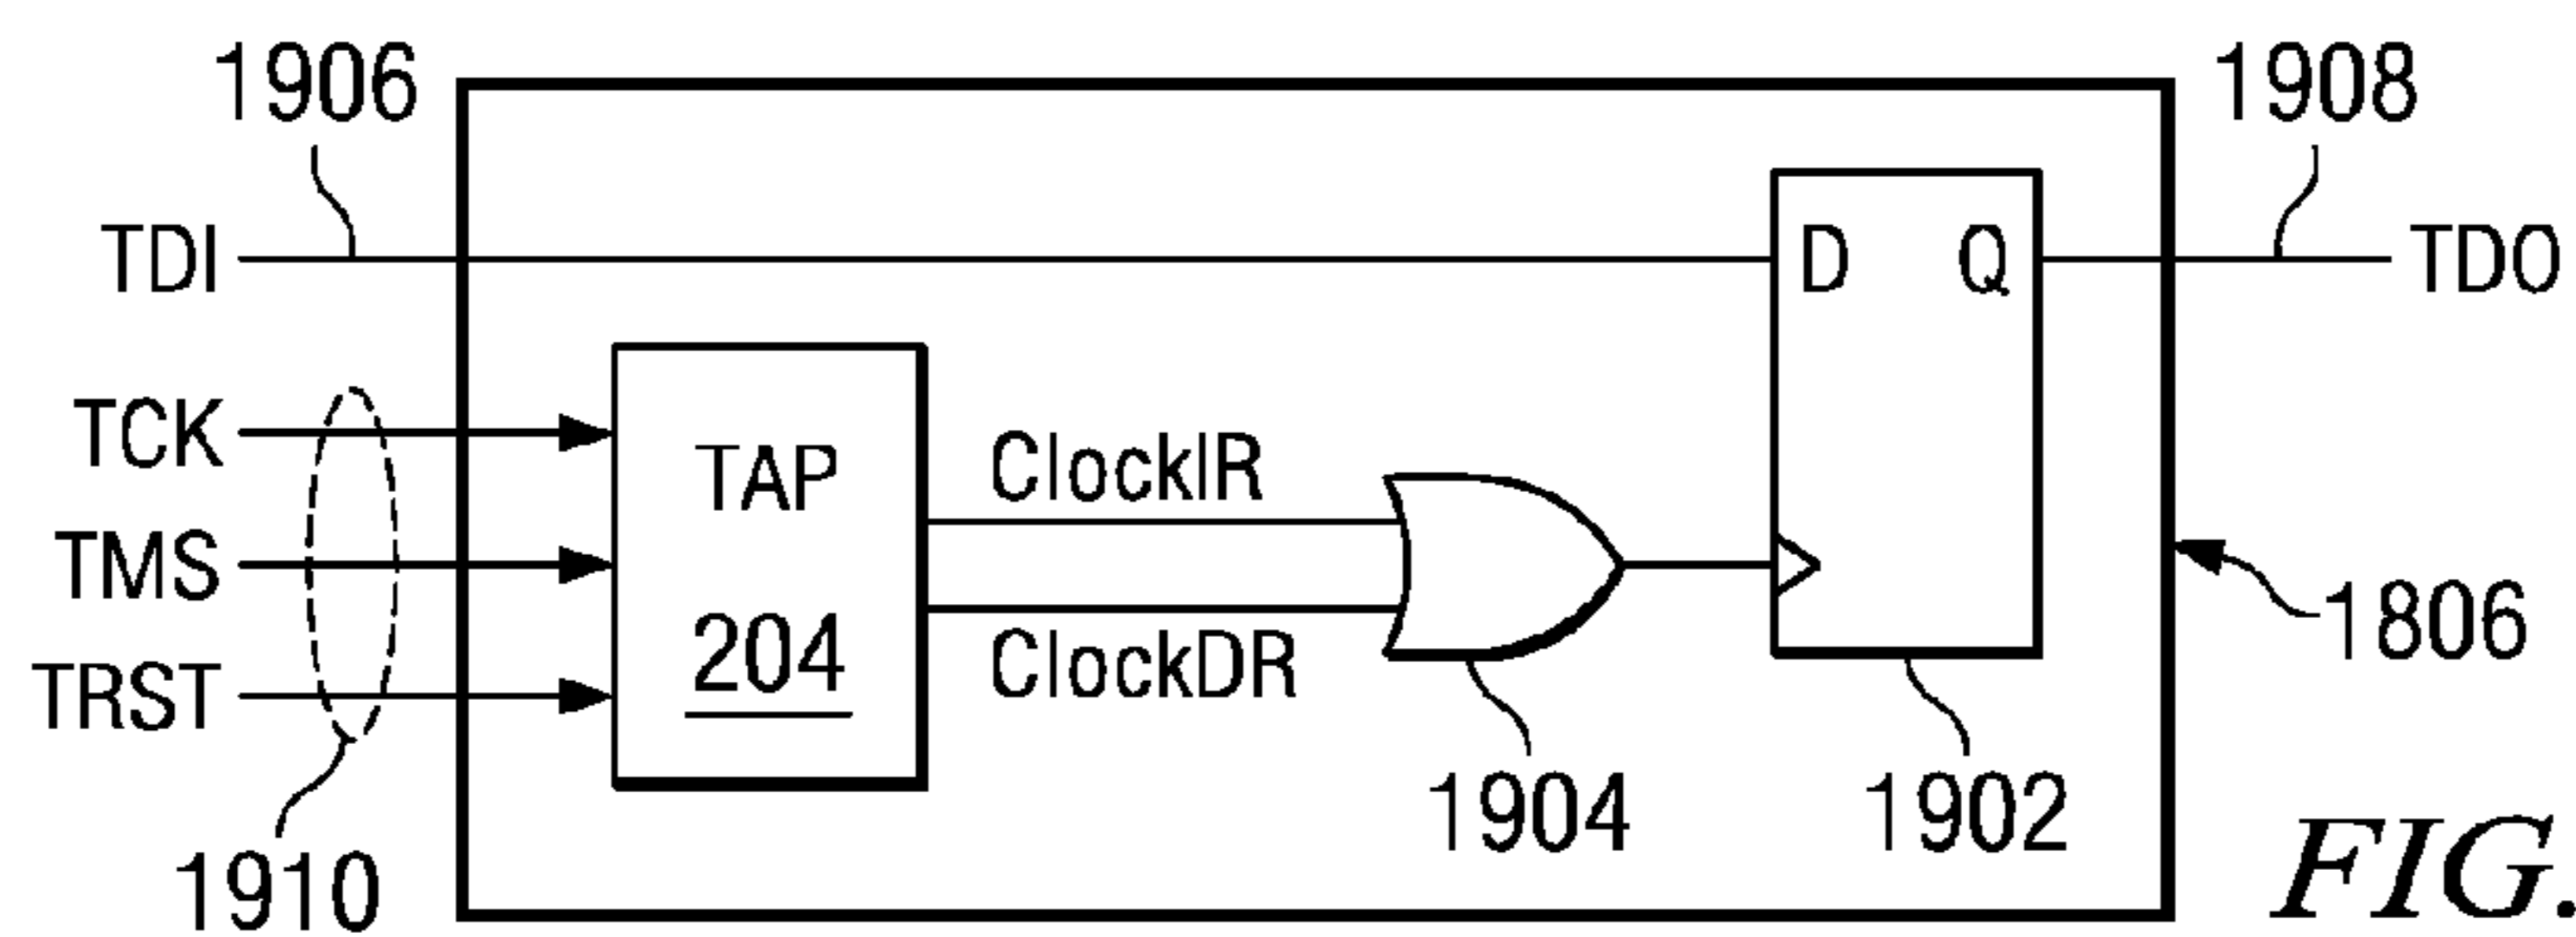 1906
1908
TDI
D Q
TDO
TCK
TAP
ClockIR
TMS
204
ClockDR
1806
TRST
1904
1902
1910
FIG.